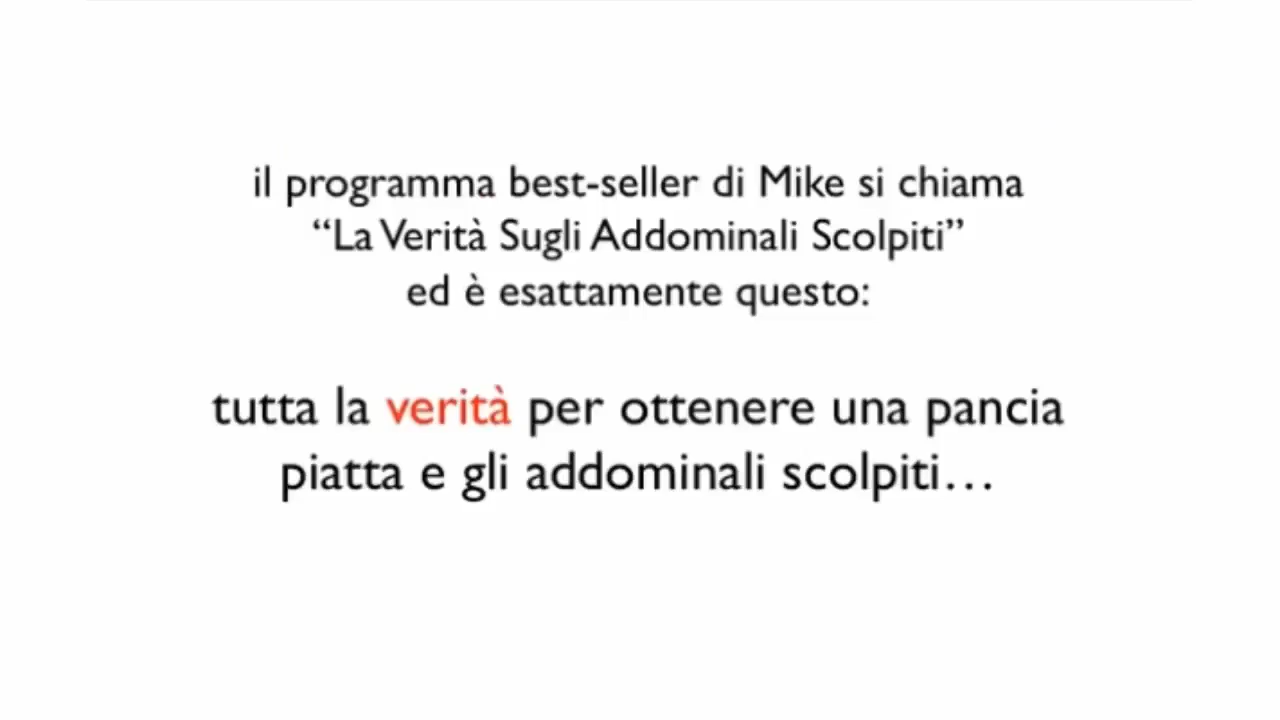 il programma best-seller di Mike si chiama
“La Verità Sugli Addominali Scolpiti”
ed è esattamente questo:
tutta la verità per ottenere una pancia
piatta e gli addominali scolpiti…